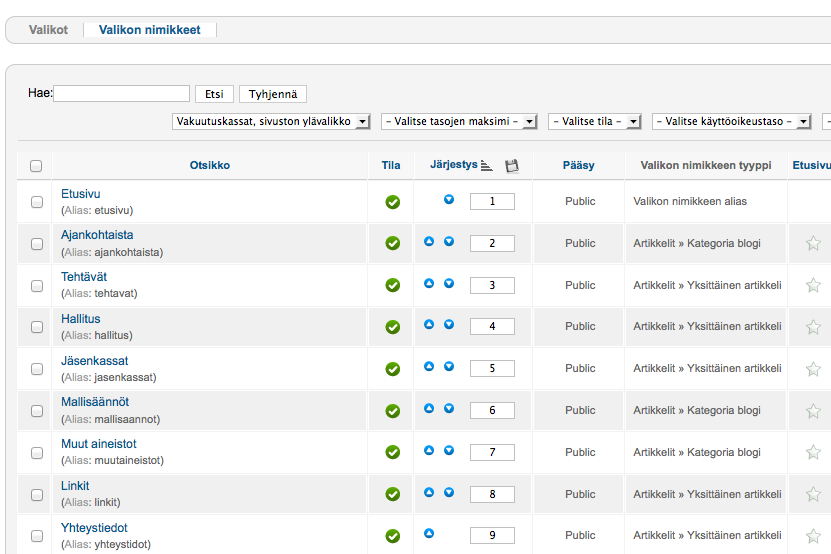 Valikot Valikon nimikkeet
Hae: Etsi Tyhjennä
Vakuutuskassat, sivuston ylävalikko – Valitse tasojen maksimi – – Valitse tila – – Valitse käyttöoikeustaso – –
Otsikko Tila Järjestys Pääsy Valikon nimikkeen tyyppi Etusivu
Etusivu
(Alias: etusivu) 1 Public Valikon nimikkeen alias
Ajankohtaista
(Alias: ajankohtaista) 2 Public Artikkelit » Kategoria blogi
Tehtävät
(Alias: tehtavat) 3 Public Artikkelit » Yksittäinen artikkeli
Hallitus
(Alias: hallitus) 4 Public Artikkelit » Yksittäinen artikkeli
Jäsenkassat
(Alias: jasenkassat) 5 Public Artikkelit » Yksittäinen artikkeli
Mallisäännöt
(Alias: mallisaannot) 6 Public Artikkelit » Kategoria blogi
Muut aineistot
(Alias: muutaineistot) 7 Public Artikkelit » Kategoria blogi
Linkit
(Alias: linkit) 8 Public Artikkelit » Yksittäinen artikkeli
Yhteystiedot
(Alias: yhteystiedot) 9 Public Artikkelit » Yksittäinen artikkeli